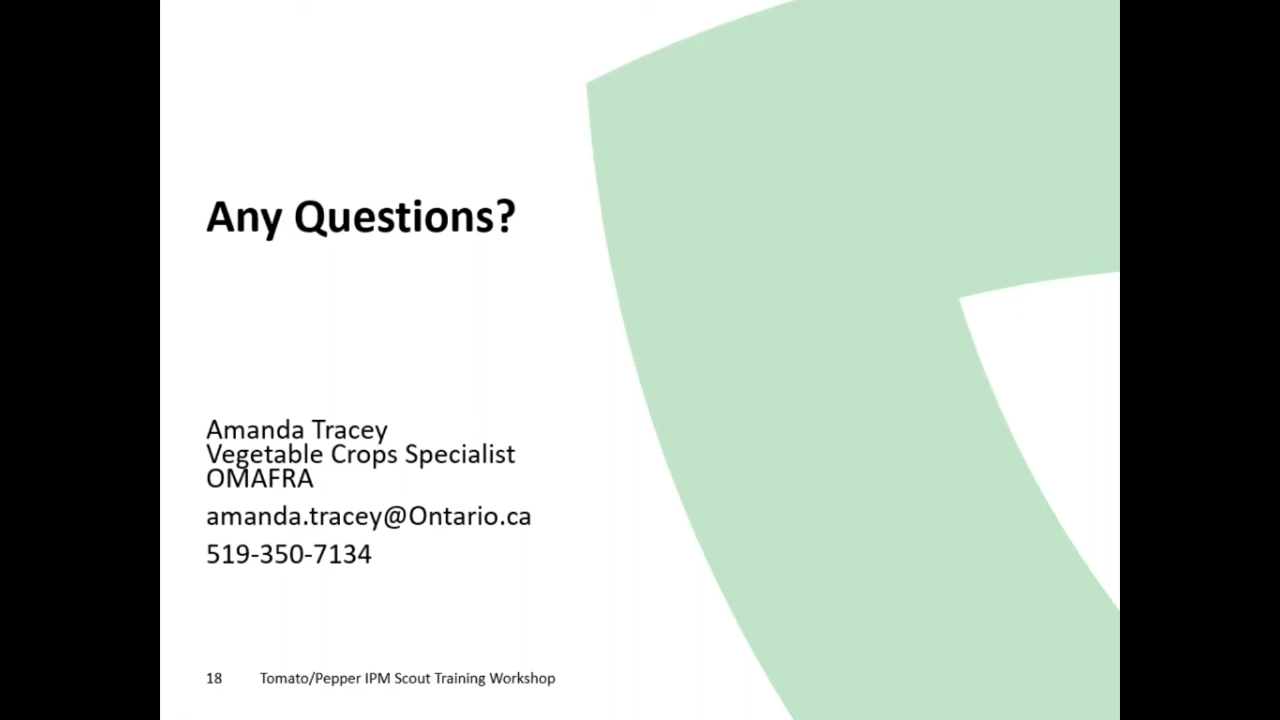 Any Questions?
Amanda Tracey
Vegetable Crops Specialist
OMAFRA
amanda.tracey@Ontario.ca
519-350-7134
18 Tomato/Pepper IPM Scout Training Workshop